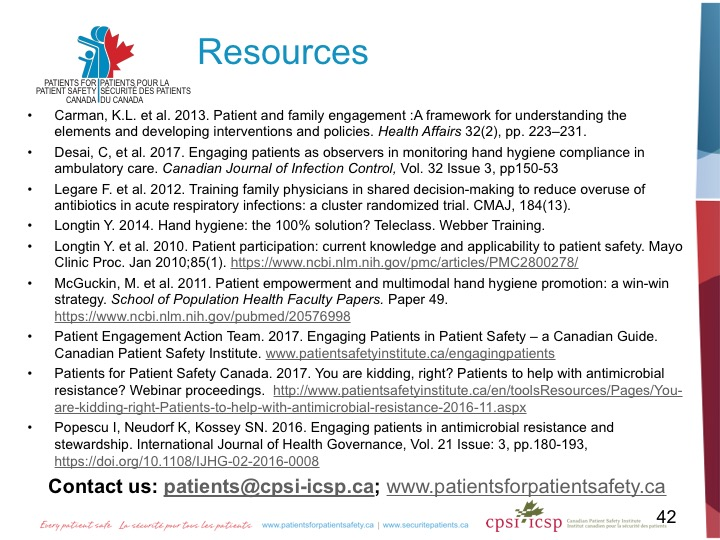 Resources
PATIENTS FOR PATIENTS POUR LA
PATIENT SAFETY SÉCURITÉ DES PATIENTS
CANADA DU CANADA
• Carman, K.L. et al. 2013. Patient and family engagement :A framework for understanding the
elements and developing interventions and policies. Health Affairs 32(2), pp. 223–231.
• Desai, C, et al. 2017. Engaging patients as observers in monitoring hand hygiene compliance in
ambulatory care. Canadian Journal of Infection Control, Vol. 32 Issue 3, pp150-53
• Legare F. et al. 2012. Training family physicians in shared decision-making to reduce overuse of
antibiotics in acute respiratory infections: a cluster randomized trial. CMAJ, 184(13).
• Longtin Y. 2014. Hand hygiene: the 100% solution? Teleclass. Webber Training.
• Longtin Y. et al. 2010. Patient participation: current knowledge and applicability to patient safety. Mayo
Clinic Proc. Jan 2010;85(1). https://www.ncbi.nlm.nih.gov/pmc/articles/PMC2800278/
• McGuckin, M. et al. 2011. Patient empowerment and multimodal hand hygiene promotion: a win-win
strategy. School of Population Health Faculty Papers. Paper 49.
https://www.ncbi.nlm.nih.gov/pubmed/20576998
• Patient Engagement Action Team. 2017. Engaging Patients in Patient Safety – a Canadian Guide.
Canadian Patient Safety Institute. www.patientsafetyinstitute.ca/engagingpatients
• Patients for Patient Safety Canada. 2017. You are kidding, right? Patients to help with antimicrobial
resistance? Webinar proceedings. http://www.patientsafetyinstitute.ca/en/toolsResources/Pages/You-
are-kidding-right-Patients-to-help-with-antimicrobial-resistance-2016-11.aspx
• Popescu I, Neudorf K, Kossey SN. 2016. Engaging patients in antimicrobial resistance and
stewardship. International Journal of Health Governance, Vol. 21 Issue: 3, pp.180-193,
https://doi.org/10.1108/IJHG-02-2016-0008
Contact us: patients@cpsi-icsp.ca; www.patientsforpatientsafety.ca
Every patient safe La sécurité pour tous les patients www.patientsforpatientsafety.ca | www.securitepatients.ca
cpsi icsp Canadian Patient Safety Institute
Institut canadien pour la sécurité des patients
42